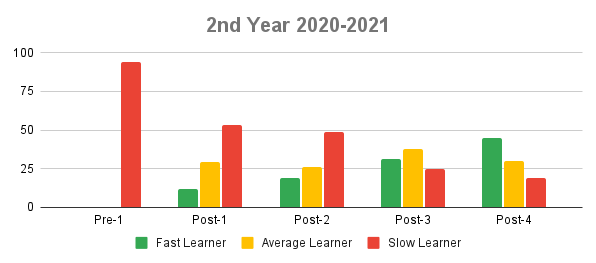 2nd Year 2020-2021
100
75
50
25
0
Pre-1 Post-1 Post-2 Post-3 Post-4
Fast Learner Average Learner Slow Learner